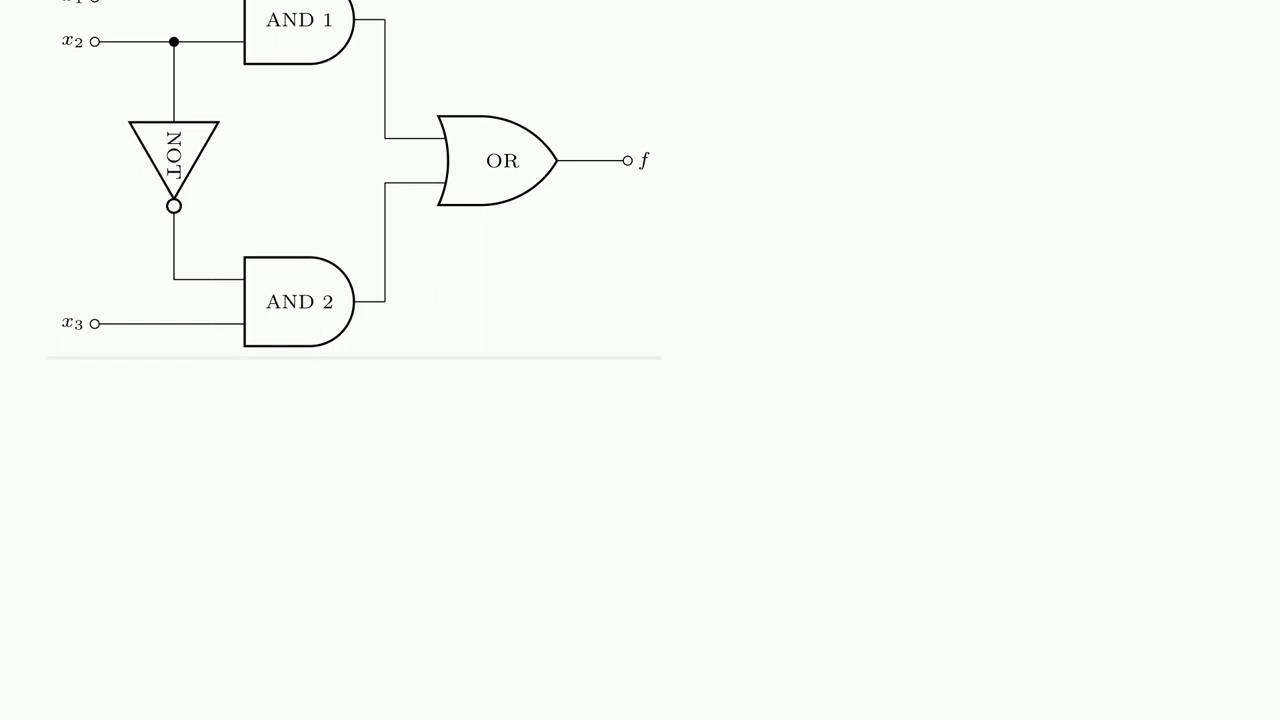 AND 1
x₂
NOT
OR
f
AND 2
x₃